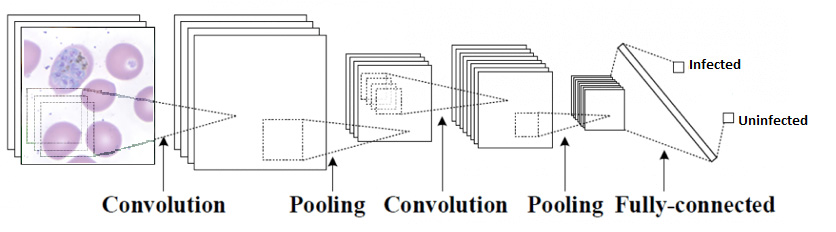 Infected
Uninfected
Convolution
Pooling
Convolution
Pooling
Fully-connected